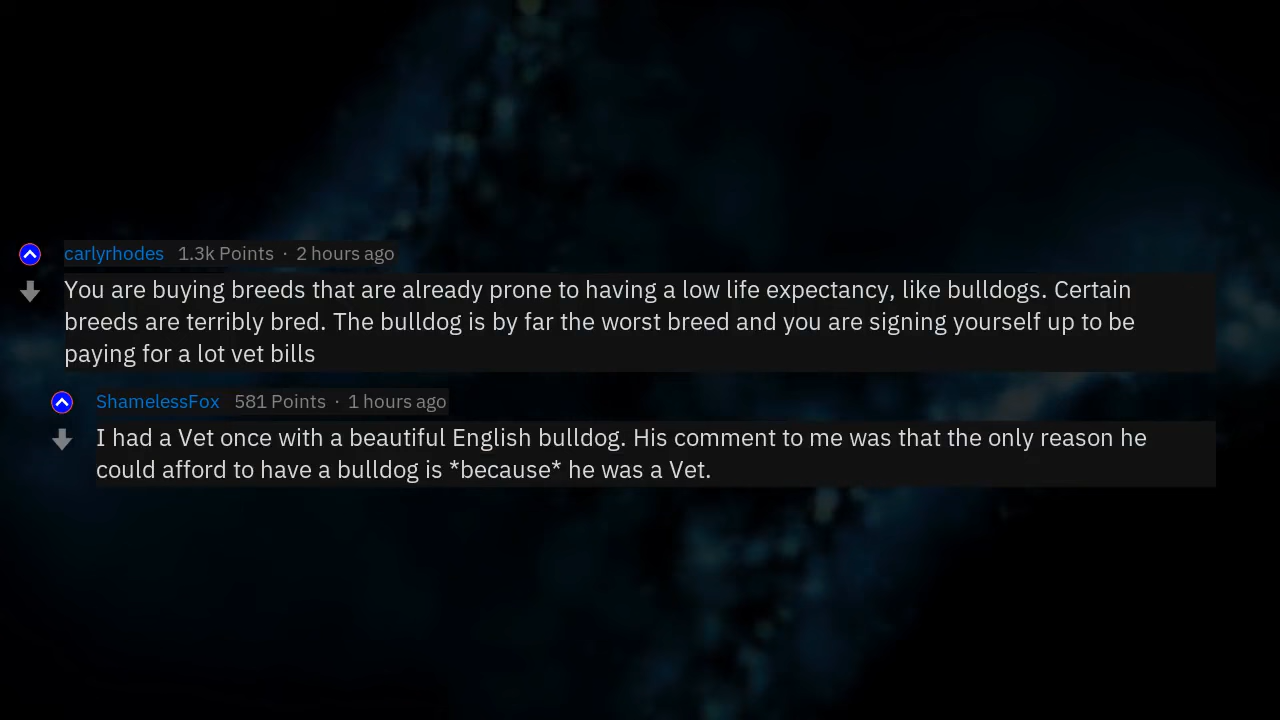 carlyrhodes 1.3k Points · 2 hours ago
You are buying breeds that are already prone to having a low life expectancy, like bulldogs. Certain
breeds are terribly bred. The bulldog is by far the worst breed and you are signing yourself up to be
paying for a lot vet bills
ShamelessFox 581 Points · 1 hours ago
I had a Vet once with a beautiful English bulldog. His comment to me was that the only reason he
could afford to have a bulldog is *because* he was a Vet.